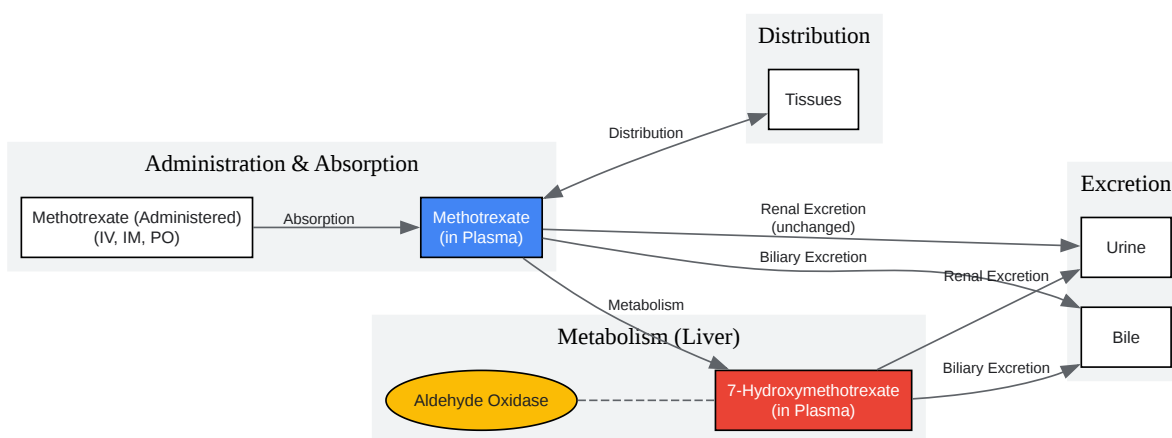 Distribution
Tissues
Distribution
Administration & Absorption
Methotrexate (Administered)
(IV, IM, PO)
Absorption
Methotrexate
(in Plasma)
Renal Excretion
(unchanged)
Biliary Excretion
Excretion
Urine
Renal Excretion
Bile
Metabolism
Metabolism (Liver)
Aldehyde Oxidase
7-Hydroxymethotrexate
(in Plasma)
Biliary Excretion